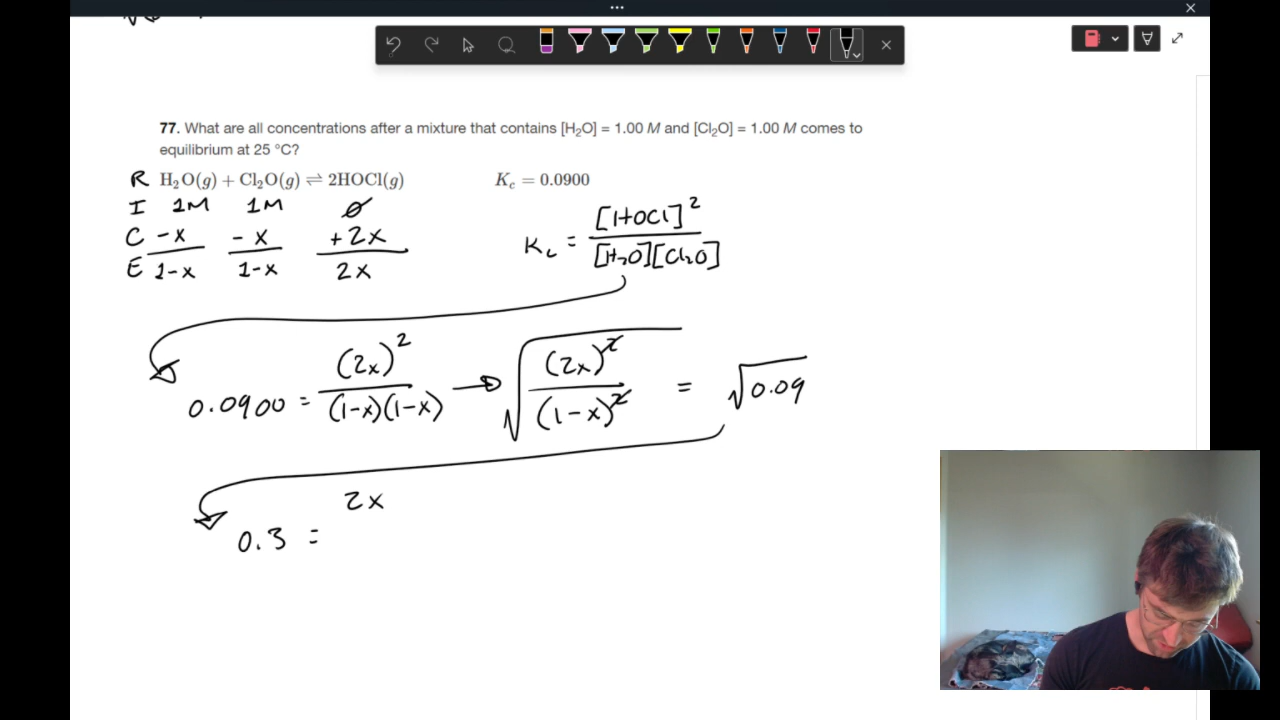 77. What are all concentrations after a mixture that contains [H₂O] = 1.00 M and [Cl₂O] = 1.00 M comes to
equilibrium at 25 °C?
R H₂O(g) + Cl₂O(g) ⇌ 2HOCl(g) K_c = 0.0900
I 1M 1M ∅
C -x -x +2x
E 1-x 1-x 2x
K_c = [HOCl]² / [H₂O][Cl₂O]
0.0900 = (2x)² / (1-x)(1-x) → √((2x)² / (1-x)²) = √0.09
0.3 = 2x